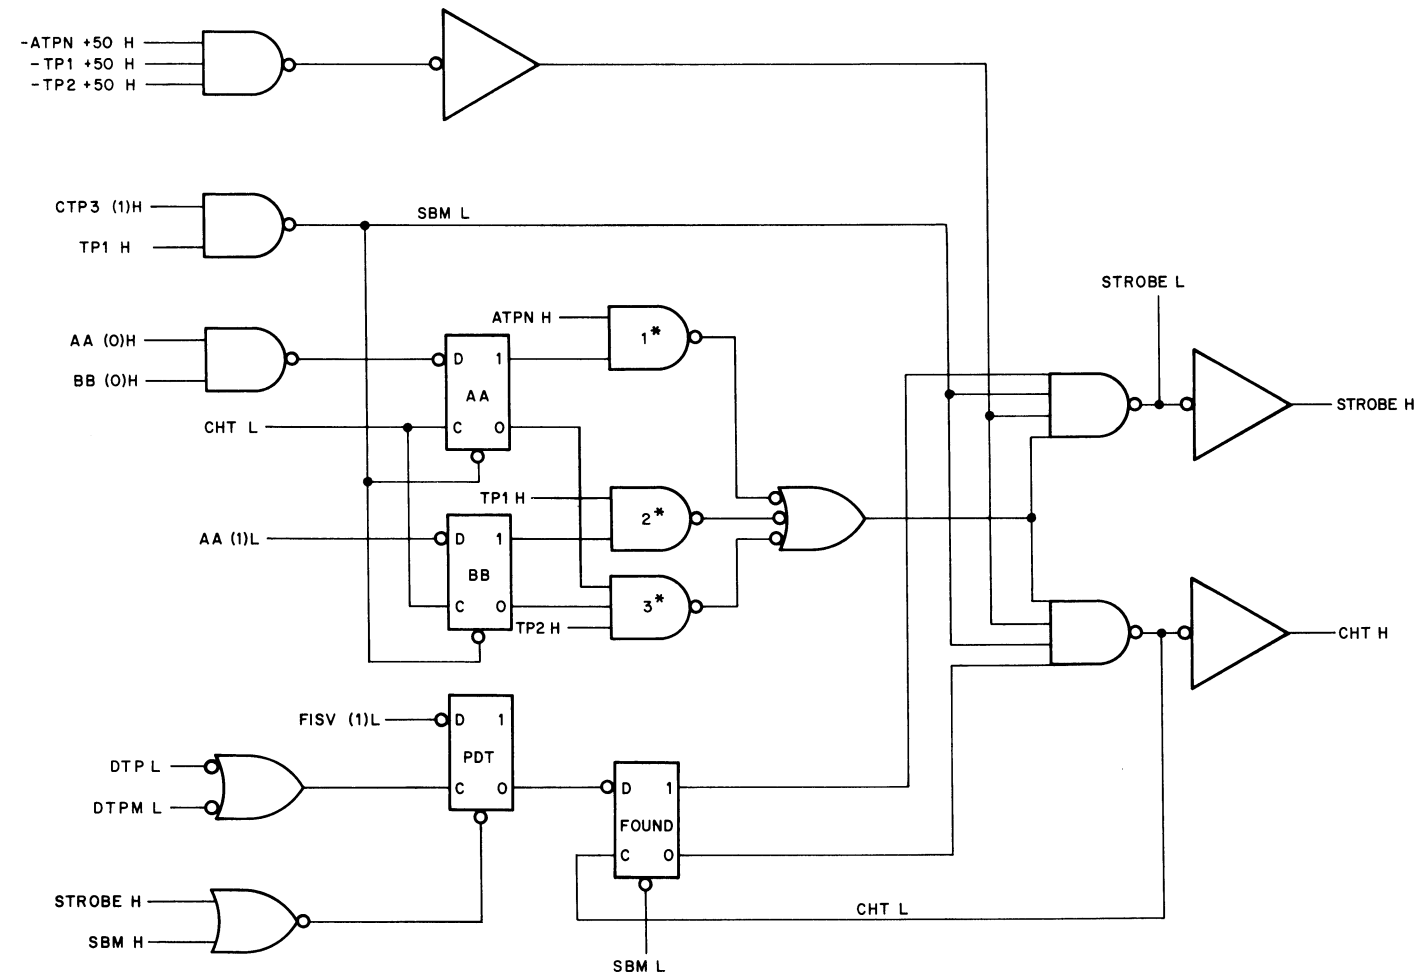 -ATPN +50 H
-TP1 +50 H
-TP2 +50 H
CTP3 (1)H
SBM L
TP1 H
STROBE L
ATPN H
1*
AA (0)H
D 1
BB (0)H
AA
STROBE H
CHT L
C 0
TP1 H
2*
AA (1)L
D 1
BB
C 0
3*
TP2 H
CHT H
FISV (1)L
D 1
PDT
DTP L
C 0
D 1
DTPM L
FOUND
C 0
STROBE H
CHT L
SBM H
SBM L